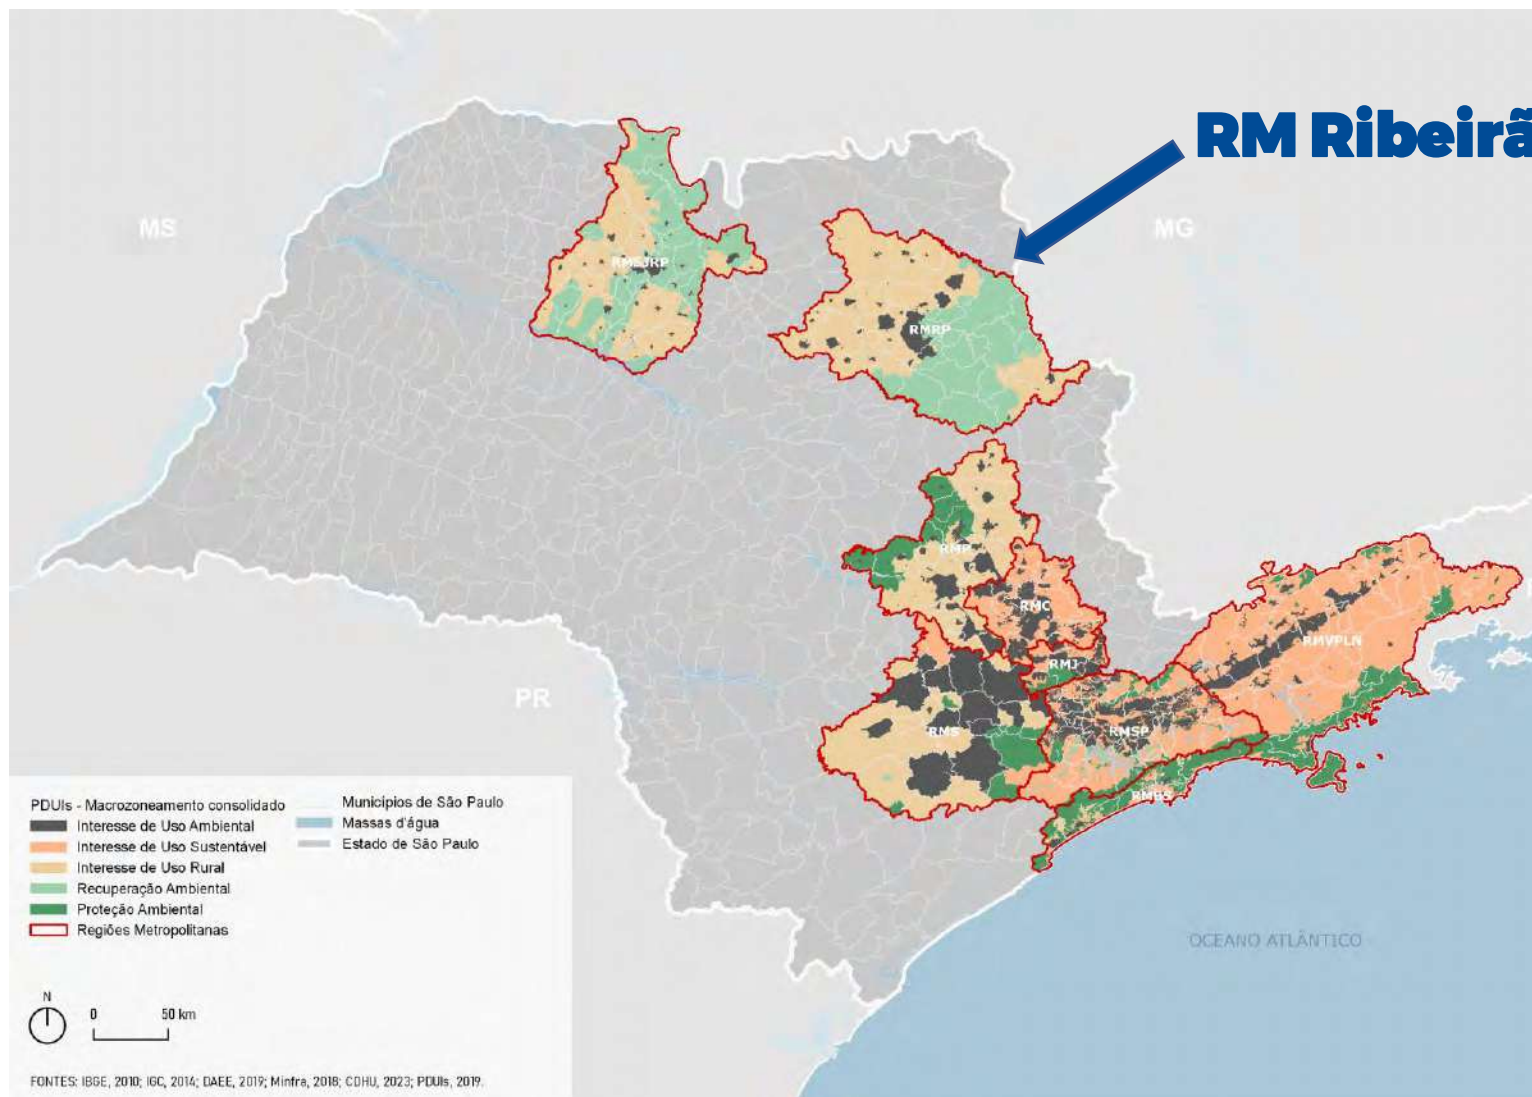 RM Ribeirã
MS
MG
RMSJRP
RMRP
RMP
RMC
RMVPLN
RMJ
PR
RMS
RMSP
RMBS
PDUIs - Macrozoneamento consolidado
Interesse de Uso Ambiental
Interesse de Uso Sustentável
Interesse de Uso Rural
Recuperação Ambiental
Proteção Ambiental
Regiões Metropolitanas
Municípios de São Paulo
Massas d'água
Estado de São Paulo
OCEANO ATLÂNTICO
N
0 50 km
FONTES: IBGE, 2010; IGC, 2014; DAEE, 2019; Minfra, 2018; CDHU, 2023; PDUIs, 2019.